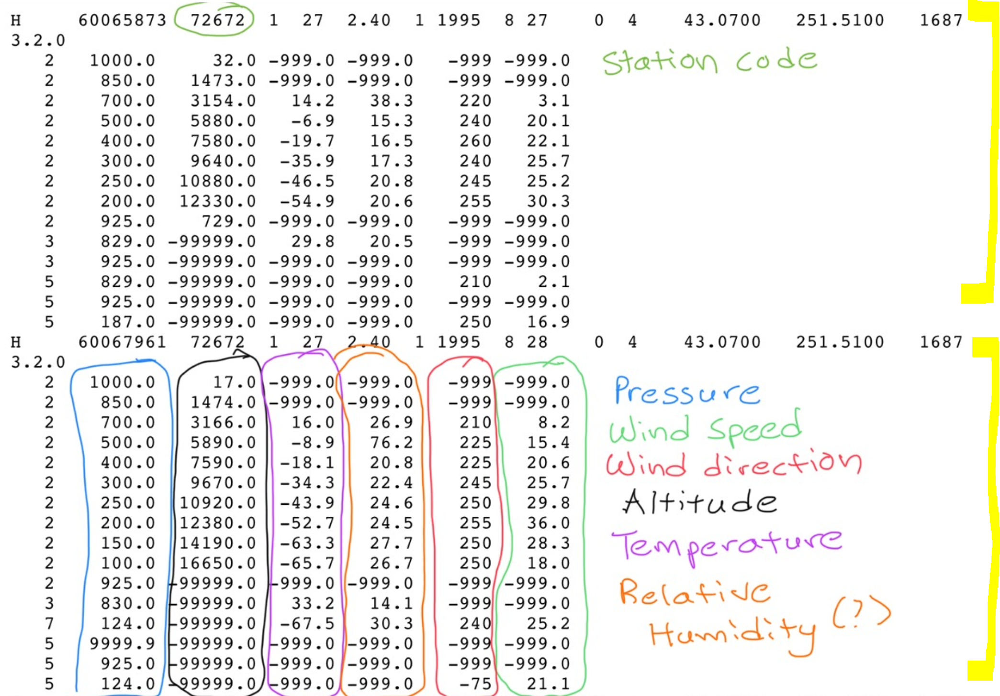 H 60065873 72672 1 27 2.40 1 1995 8 27 0 4 43.0700 251.5100 1687
3.2.0
2 1000.0 32.0 -999.0 -999.0 -999 -999.0 Station code
2 850.0 1473.0 -999.0 -999.0 -999 -999.0
2 700.0 3154.0 14.2 38.3 220 3.1
2 500.0 5880.0 -6.9 15.3 240 20.1
2 400.0 7580.0 -19.7 16.5 260 22.1
2 300.0 9640.0 -35.9 17.3 240 25.7
2 250.0 10880.0 -46.5 20.8 245 25.2
2 200.0 12330.0 -54.9 20.6 255 30.3
2 925.0 729.0 -999.0 -999.0 -999 -999.0
3 829.0 -99999.0 29.8 20.5 -999 -999.0
3 925.0 -99999.0 -999.0 -999.0 -999 -999.0
5 829.0 -99999.0 -999.0 -999.0 210 2.1
5 925.0 -99999.0 -999.0 -999.0 -999 -999.0
5 187.0 -99999.0 -999.0 -999.0 250 16.9
H 60067961 72672 1 27 2.40 1 1995 8 28 0 4 43.0700 251.5100 1687
3.2.0
2 1000.0 17.0 -999.0 -999.0 -999 -999.0 Pressure
2 850.0 1474.0 -999.0 -999.0 -999 -999.0
2 700.0 3166.0 16.0 26.9 210 8.2 Wind Speed
2 500.0 5890.0 -8.9 76.2 225 15.4
2 400.0 7590.0 -18.1 20.8 225 20.6 Wind direction
2 300.0 9670.0 -34.3 22.4 245 25.7
2 250.0 10920.0 -43.9 24.6 250 29.8 Altitude
2 200.0 12380.0 -52.7 24.5 255 36.0
2 150.0 14190.0 -63.3 27.7 250 28.3 Temperature
2 100.0 16650.0 -65.7 26.7 250 18.0
2 925.0 -99999.0 -999.0 -999.0 -999 -999.0 Relative
3 830.0 -99999.0 33.2 14.1 -999 -999.0
7 124.0 -99999.0 -67.5 30.3 240 25.2 Humidity (?)
5 9999.9 -99999.0 -999.0 -999.0 -999 -999.0
5 925.0 -99999.0 -999.0 -999.0 -999 -999.0
5 124.0 -99999.0 -999.0 -999.0 -75 21.1